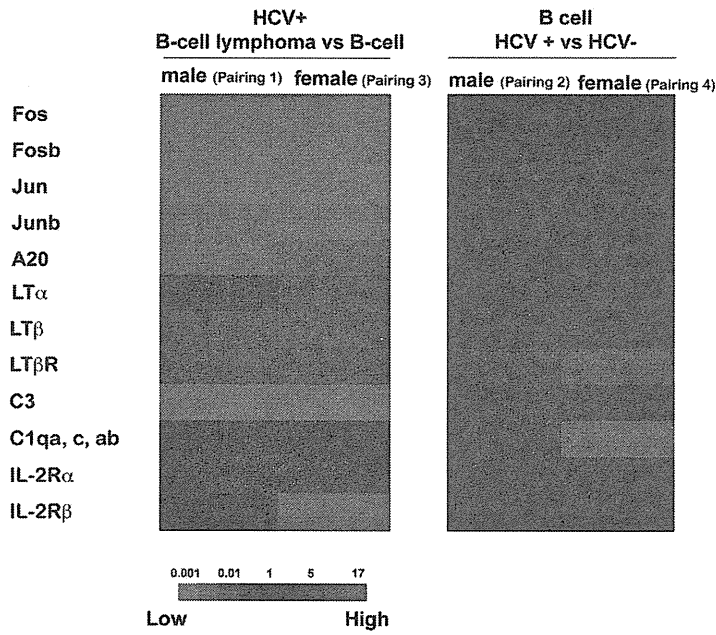 HCV+
B-cell lymphoma vs B-cell
B cell
HCV + vs HCV-
male (Pairing 1) female (Pairing 3)
male (Pairing 2) female (Pairing 4)
Fos
Fosb
Jun
Junb
A20
LTα
LTβ
LTβR
C3
C1qa, c, ab
IL-2Rα
IL-2Rβ
0.001 0.01 1 5 17
Low High